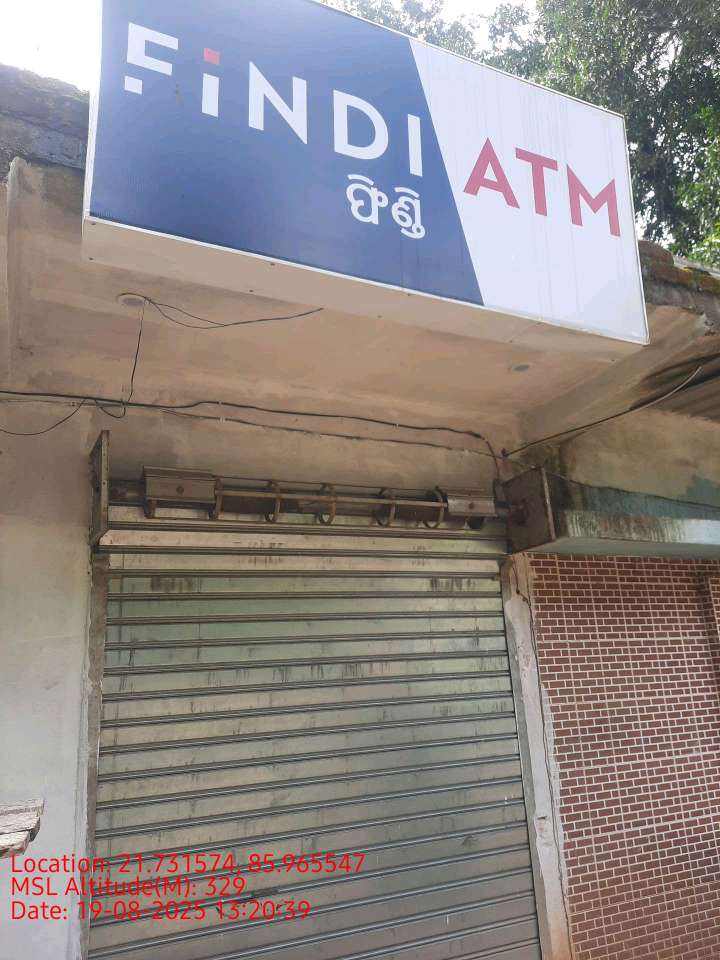 FiNDI ATM
ଫିଣ୍ଡି
Location: 21.731574, 85.965547
MSL Altitude(M): 329
Date: 19-08-2025 13:20:39